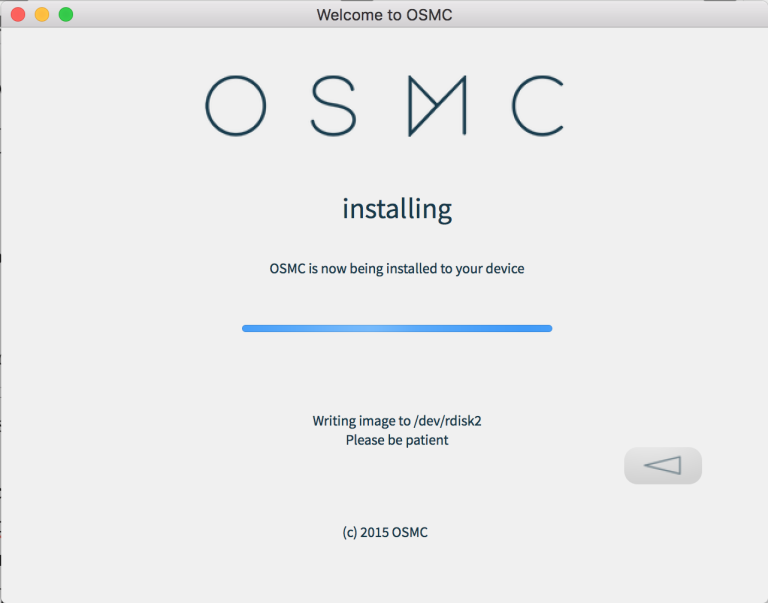 Welcome to OSMC
OSMC
installing
OSMC is now being installed to your device
Writing image to /dev/rdisk2
Please be patient
(c) 2015 OSMC